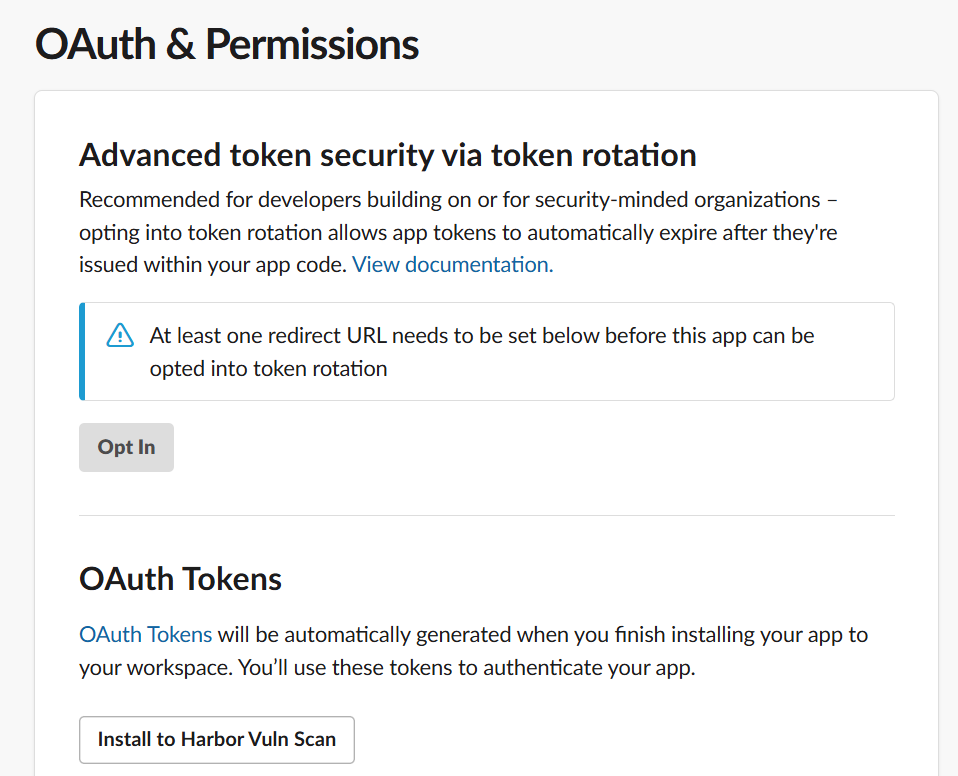 OAuth & Permissions
Advanced token security via token rotation
Recommended for developers building on or for security-minded organizations –
opting into token rotation allows app tokens to automatically expire after they're
issued within your app code. View documentation.
At least one redirect URL needs to be set below before this app can be
opted into token rotation
Opt In
OAuth Tokens
OAuth Tokens will be automatically generated when you finish installing your app to
your workspace. You’ll use these tokens to authenticate your app.
Install to Harbor Vuln Scan